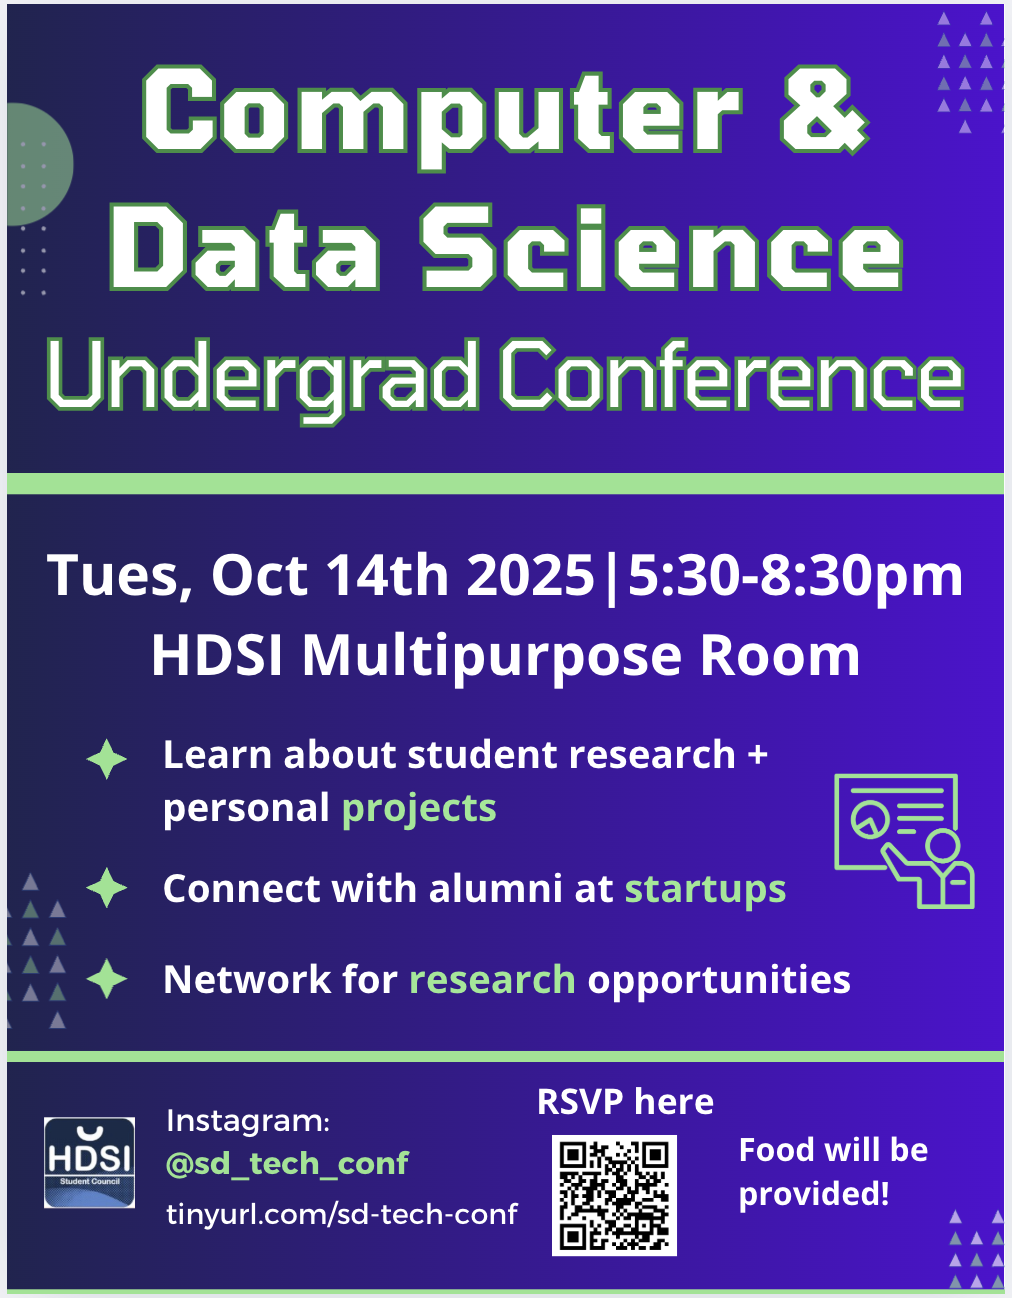 Computer &
Data Science
Undergrad Conference
Tues, Oct 14th 2025|5:30-8:30pm
HDSI Multipurpose Room
Learn about student research +
personal projects
Connect with alumni at startups
Network for research opportunities
HDSI
Student Council
Instagram:
@sd_tech_conf
tinyurl.com/sd-tech-conf
RSVP here
Food will be
provided!